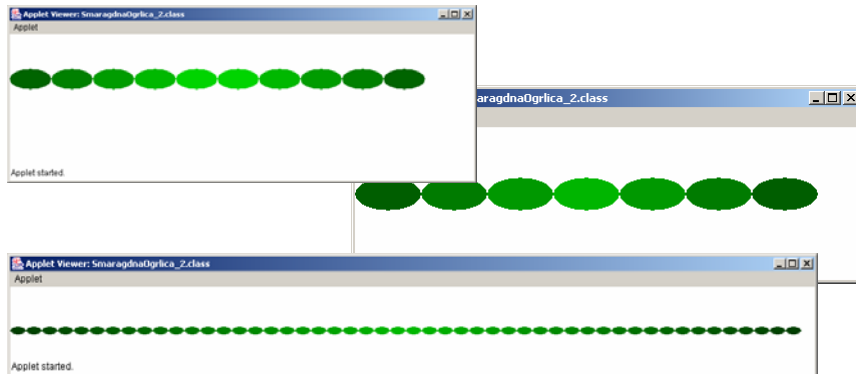 Applet Viewer: SmaragdnaOgrlica_2.class
Applet
Applet started.
aragdnaOgrlica_2.class
Applet Viewer: SmaragdnaOgrlica_2.class
Applet
Applet started.